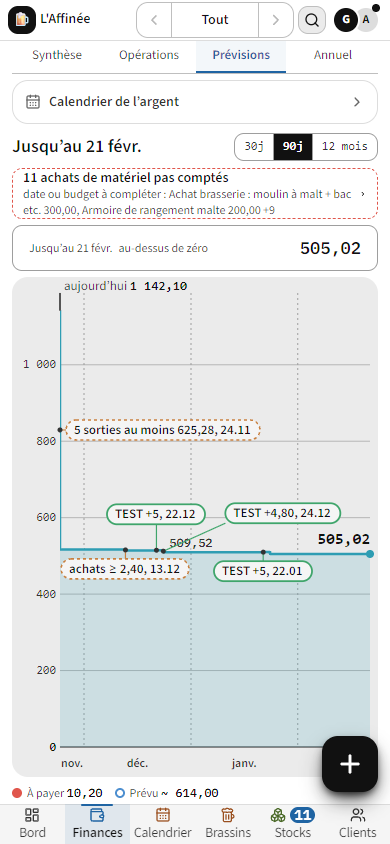 L'Affinée
Tout
G A
Synthèse Opérations Prévisions Annuel
Calendrier de l'argent
Jusqu'au 21 févr.
30j 90j 12 mois
11 achats de matériel pas comptés
date ou budget à compléter : Achat brasserie : moulin à malt + bac ›
etc. 300,00, Armoire de rangement malte 200,00 +9
Jusqu'au 21 févr. au-dessus de zéro 505,02
aujourd'hui 1 142,10
1 000
5 sorties au moins 625,28, 24.11
800
TEST +5, 22.12 TEST +4,80, 24.12
600
509,52 505,02
achats ≥ 2,40, 13.12 TEST +5, 22.01
400
200
0
nov. déc. janv.
À payer 10,20 Prévu ~ 614,00
+
11
Bord Finances Calendrier Brassins Stocks Clients